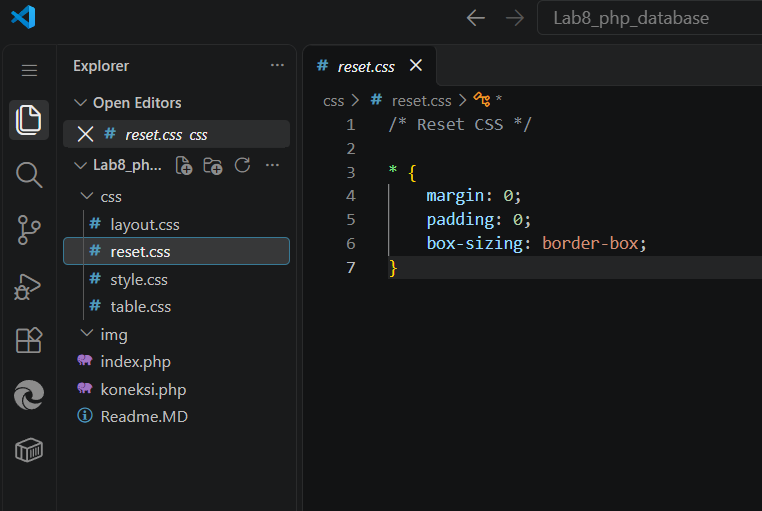 Lab8_php_database
Explorer
Open Editors
reset.css css
Lab8_ph...
css
layout.css
reset.css
style.css
table.css
img
index.php
koneksi.php
Readme.MD
reset.css
css > reset.css > *
1 /* Reset CSS */
2
3 * {
4 margin: 0;
5 padding: 0;
6 box-sizing: border-box;
7 }